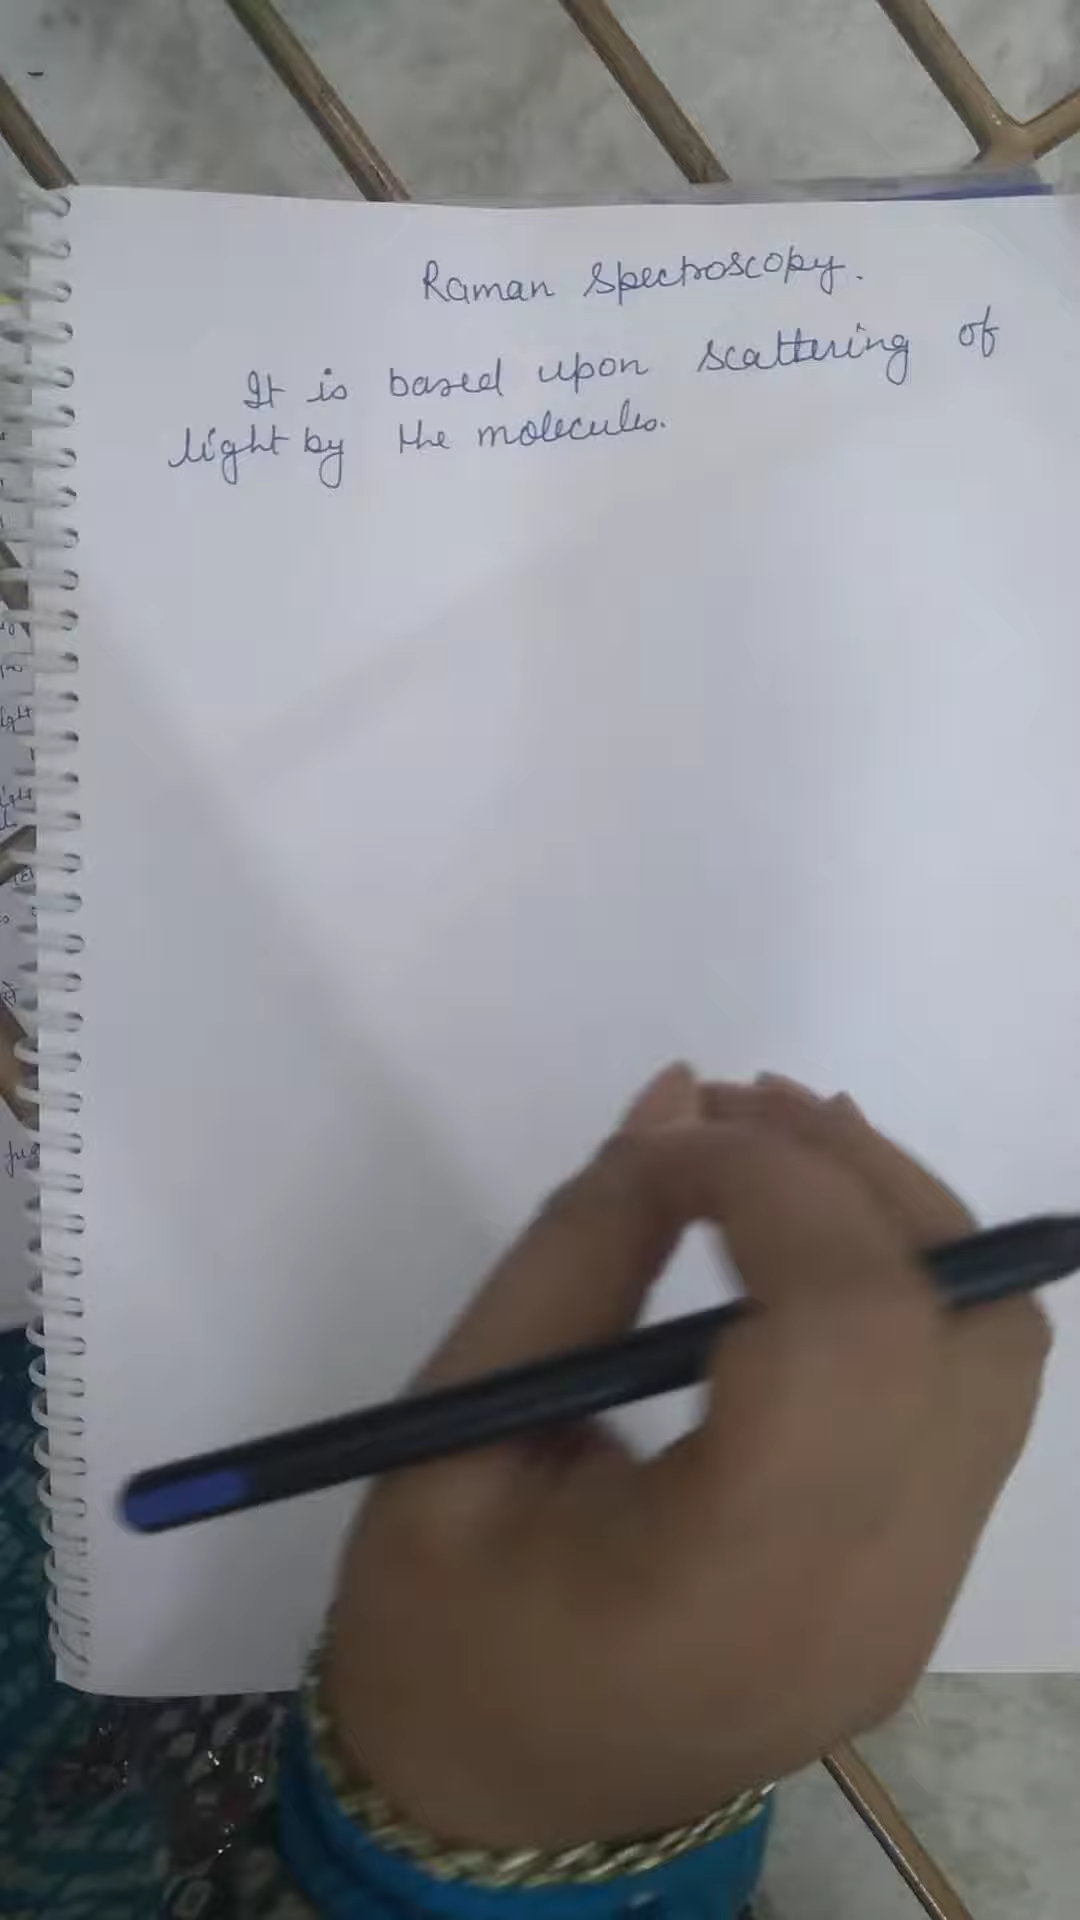 Raman Spectroscopy.
It is based upon scattering of
light by the molecules.